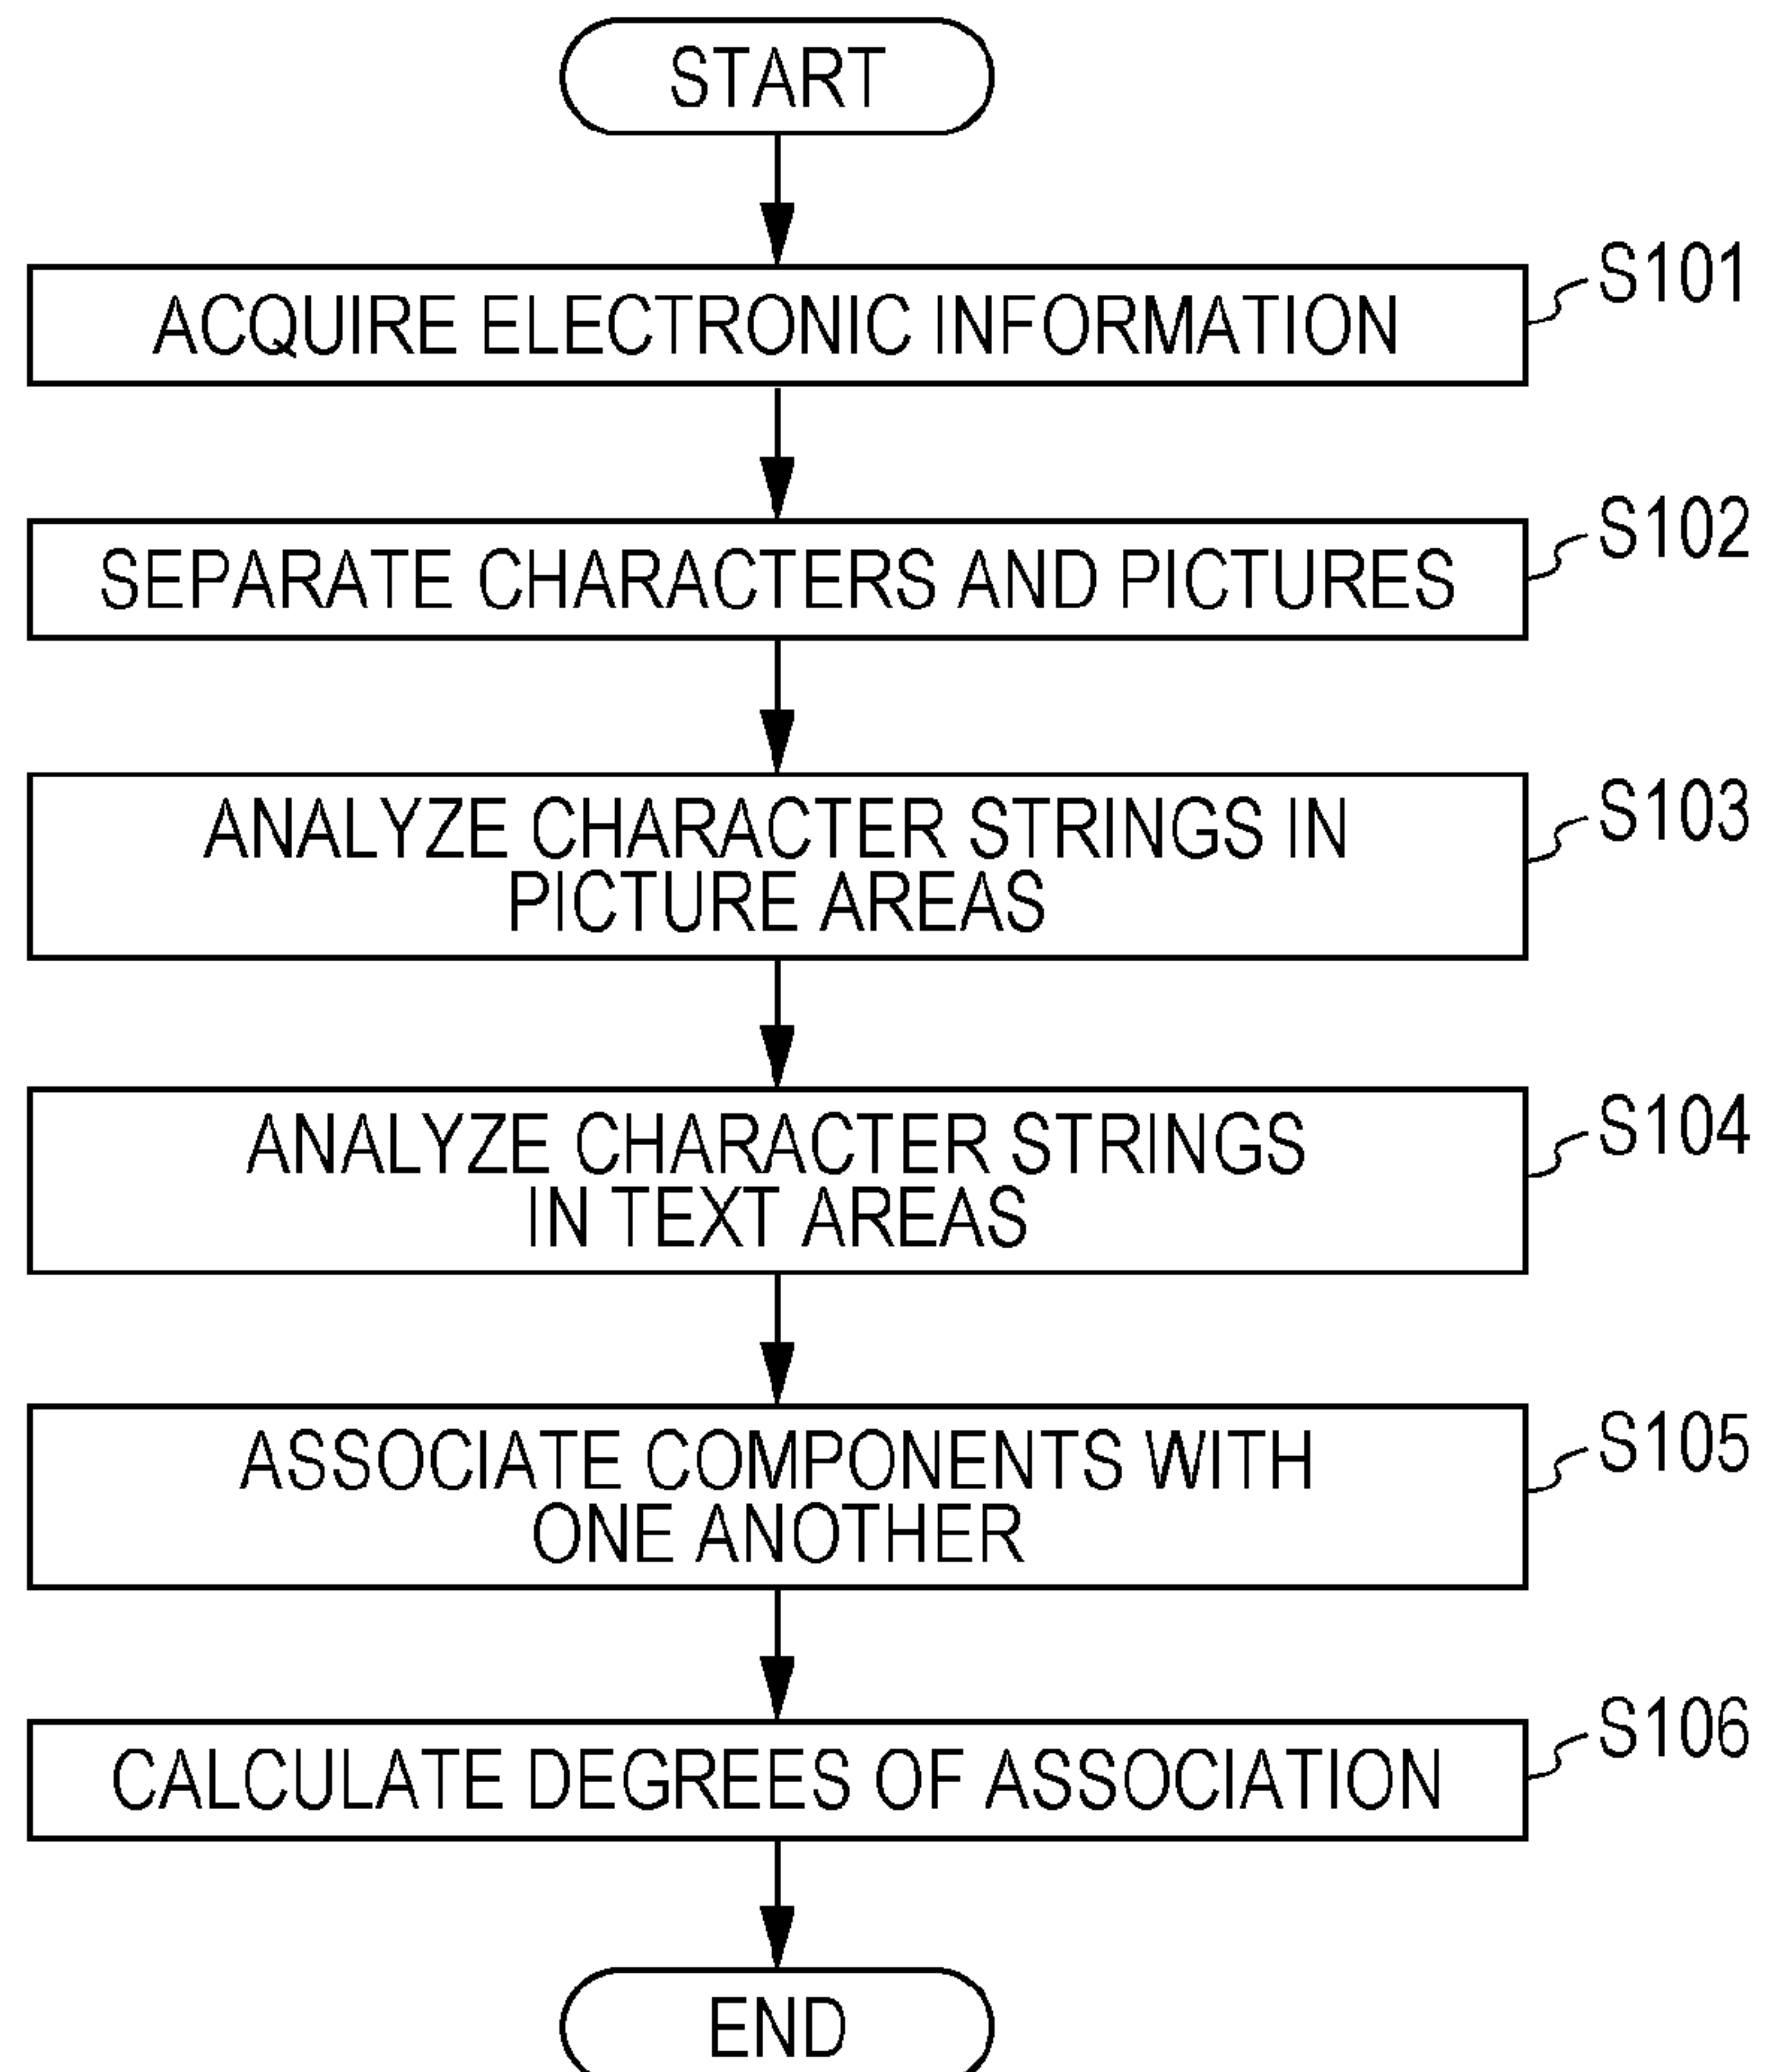 START
ACQUIRE ELECTRONIC INFORMATION
S101
SEPARATE CHARACTERS AND PICTURES
S102
ANALYZE CHARACTER STRINGS IN
PICTURE AREAS
S103
ANALYZE CHARACTER STRINGS
IN TEXT AREAS
S104
ASSOCIATE COMPONENTS WITH
ONE ANOTHER
S105
CALCULATE DEGREES OF ASSOCIATION
S106
END